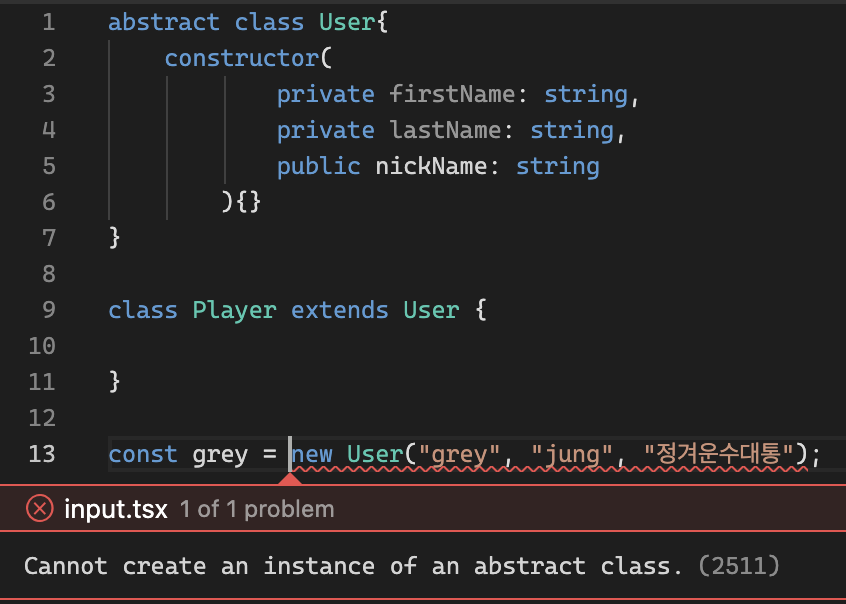 1 abstract class User{
2 constructor(
3 private firstName: string,
4 private lastName: string,
5 public nickName: string
6 ){}
7 }
8
9 class Player extends User {
10
11 }
12
13 const grey = new User("grey", "jung", "정겨운수대통");
input.tsx 1 of 1 problem
Cannot create an instance of an abstract class. (2511)